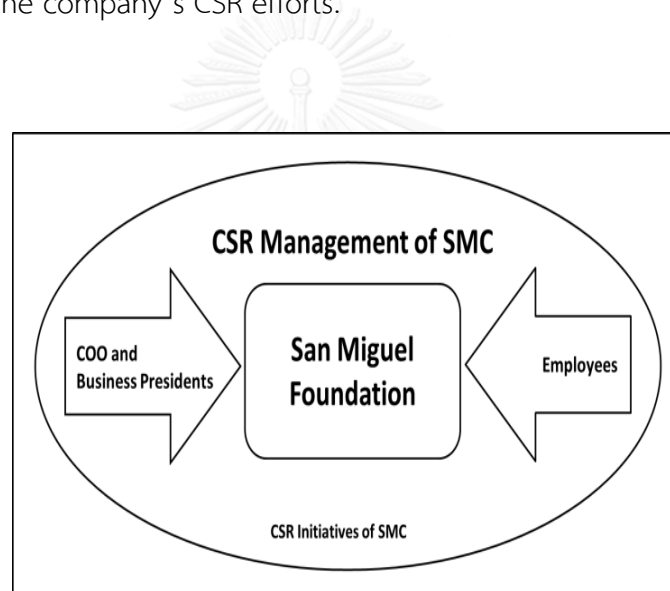 he company's CSR efforts.
CSR Management of SMC
COO and
Business Presidents
San Miguel
Foundation
Employees
CSR Initiatives of SMC